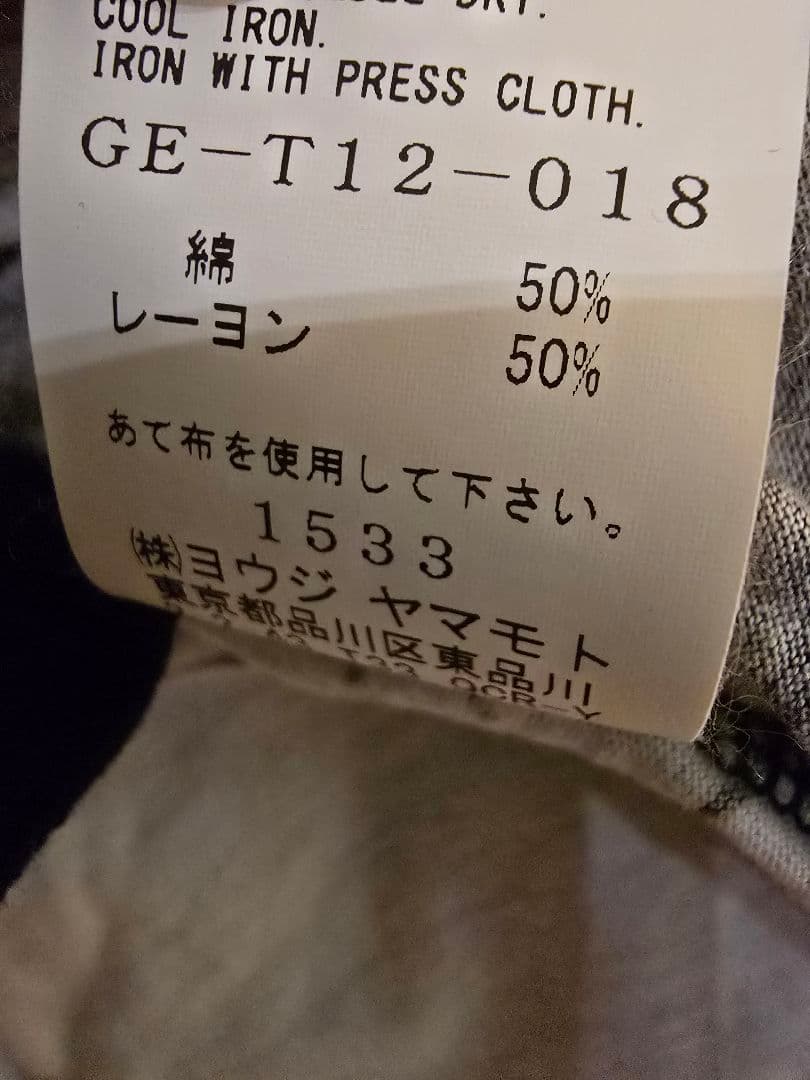 DRY.
COOL IRON.
IRON WITH PRESS CLOTH.
GE-T12-018
綿 50%
レーヨン 50%
あて布を使用して下さい。
1533
㈱ヨウジ ヤマモト
東京都品川区東品川